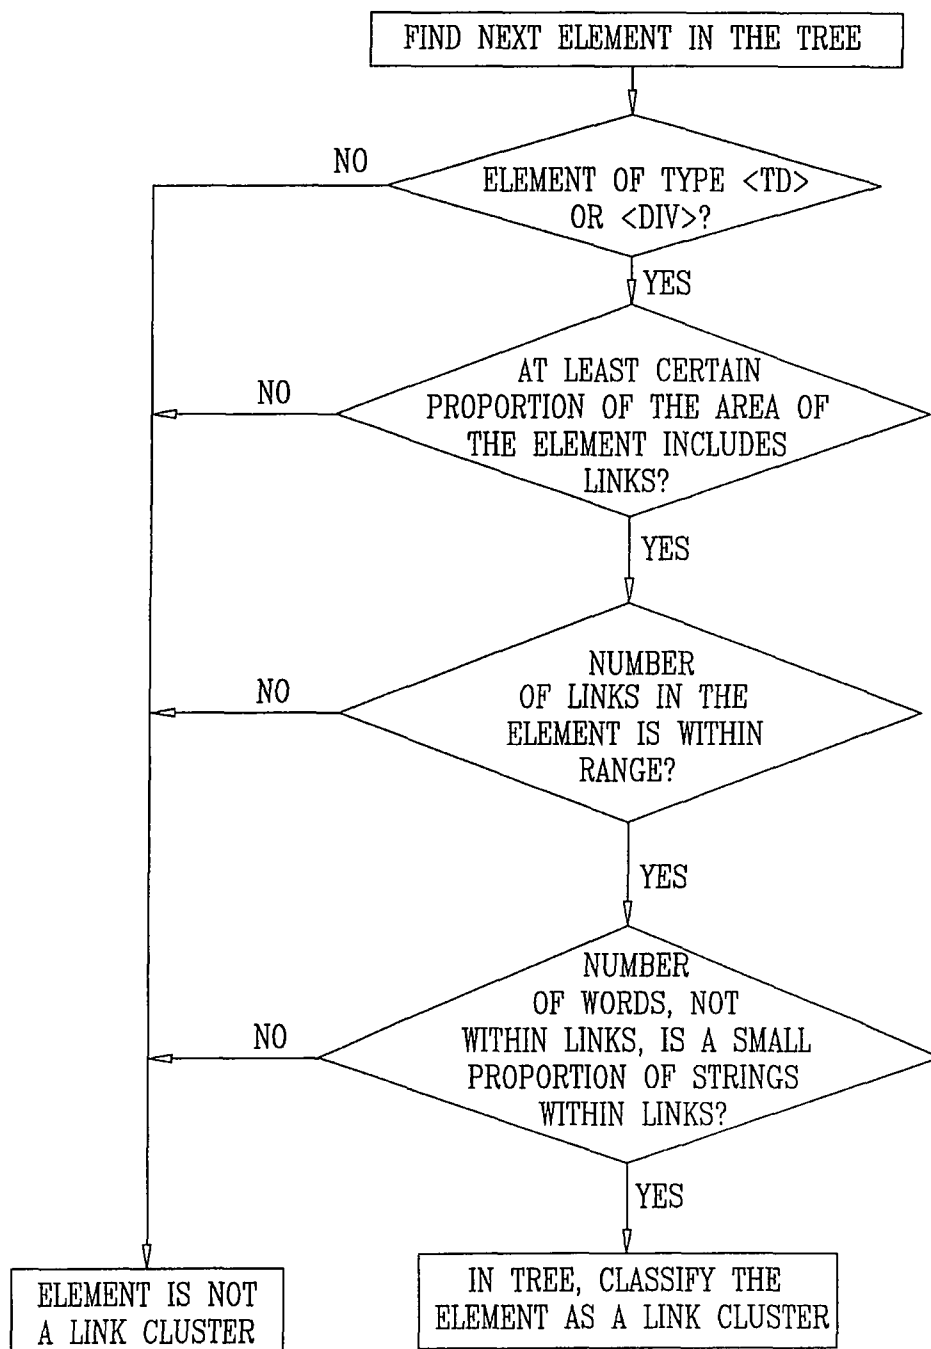 FIND NEXT ELEMENT IN THE TREE
NO
ELEMENT OF TYPE <TD>
OR <DIV>?
YES
AT LEAST CERTAIN
PROPORTION OF THE AREA OF
THE ELEMENT INCLUDES
LINKS?
NO
YES
NUMBER
OF LINKS IN THE
ELEMENT IS WITHIN
RANGE?
NO
YES
NUMBER
OF WORDS, NOT
WITHIN LINKS, IS A SMALL
PROPORTION OF STRINGS
WITHIN LINKS?
NO
YES
ELEMENT IS NOT
A LINK CLUSTER
IN TREE, CLASSIFY THE
ELEMENT AS A LINK CLUSTER